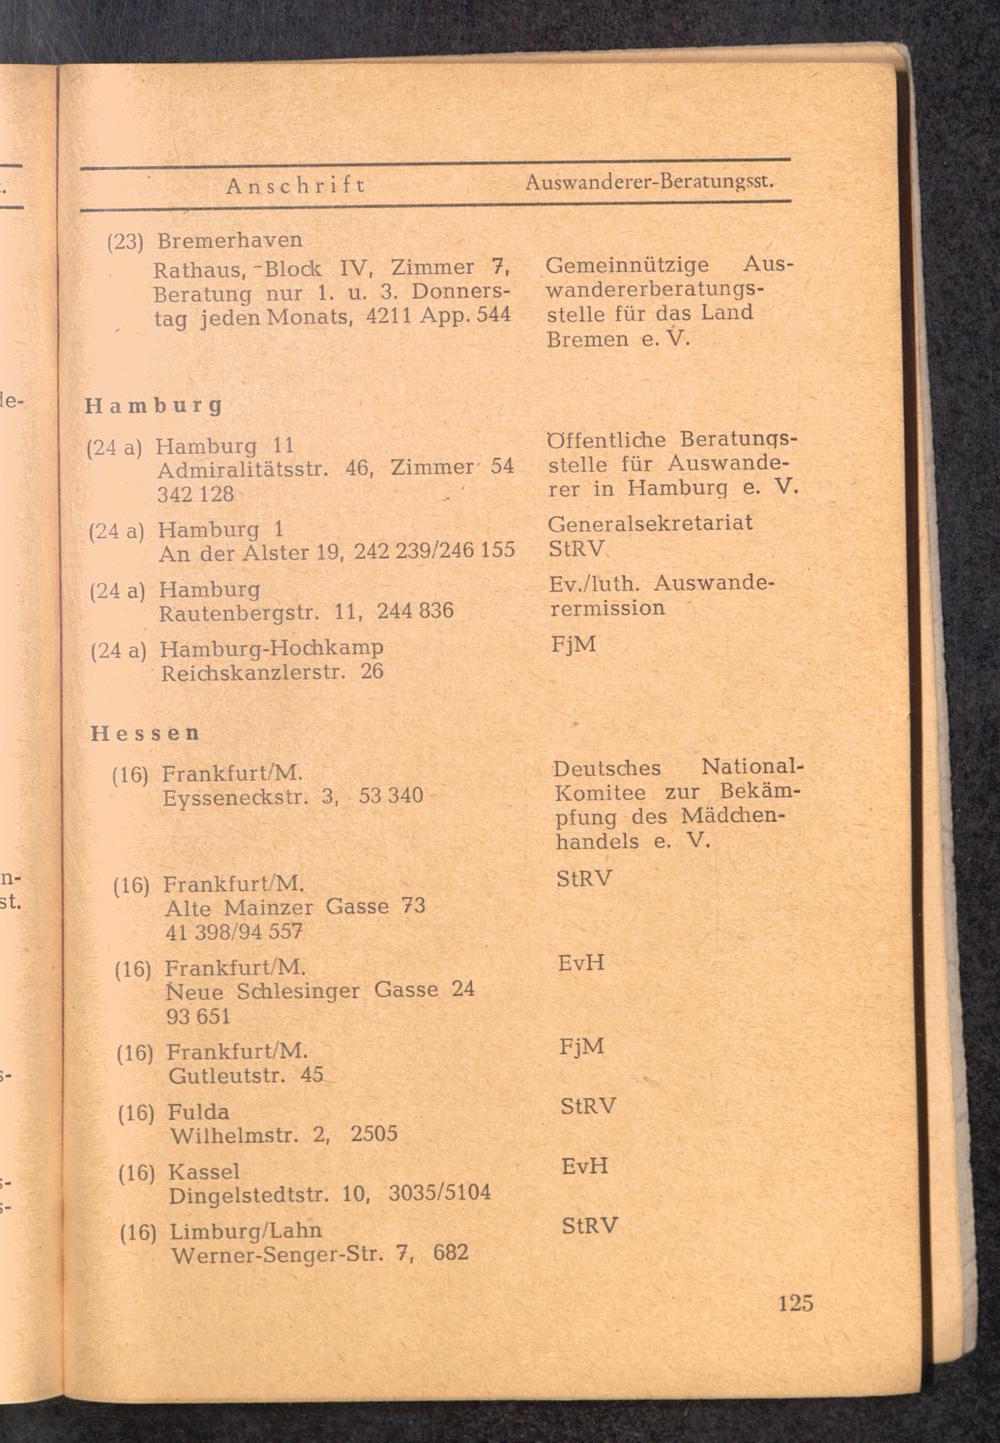 Anschrift Auswanderer-Beratungsst.
(23) Bremerhaven
Rathaus, Block IV, Zimmer 7,
Beratung nur 1. u. 3. Donners-
tag jeden Monats, 4211 App. 544
Gemeinnützige Aus-
wandererberatungs-
stelle für das Land
Bremen e. V.
Hamburg
(24 a) Hamburg 11
Admiralitätsstr. 46, Zimmer 54
342 128
Öffentliche Beratungs-
stelle für Auswande-
rer in Hamburg e. V.
(24 a) Hamburg 1
An der Alster 19, 242 239/246 155
Generalsekretariat
StRV
(24 a) Hamburg
Rautenbergstr. 11, 244 836
Ev./luth. Auswande-
rermission
(24 a) Hamburg-Hochkamp
Reichskanzlerstr. 26
FjM
Hessen
(16) Frankfurt/M.
Eysseneckstr. 3, 53 340
Deutsches National-
Komitee zur Bekäm-
pfung des Mädchen-
handels e. V.
(16) Frankfurt/M.
Alte Mainzer Gasse 73
41 398/94 557
StRV
(16) Frankfurt/M.
Neue Schlesinger Gasse 24
93 651
EvH
(16) Frankfurt/M.
Gutleutstr. 45
FjM
(16) Fulda
Wilhelmstr. 2, 2505
StRV
(16) Kassel
Dingelstedtstr. 10, 3035/5104
EvH
(16) Limburg/Lahn
Werner-Senger-Str. 7, 682
StRV
125